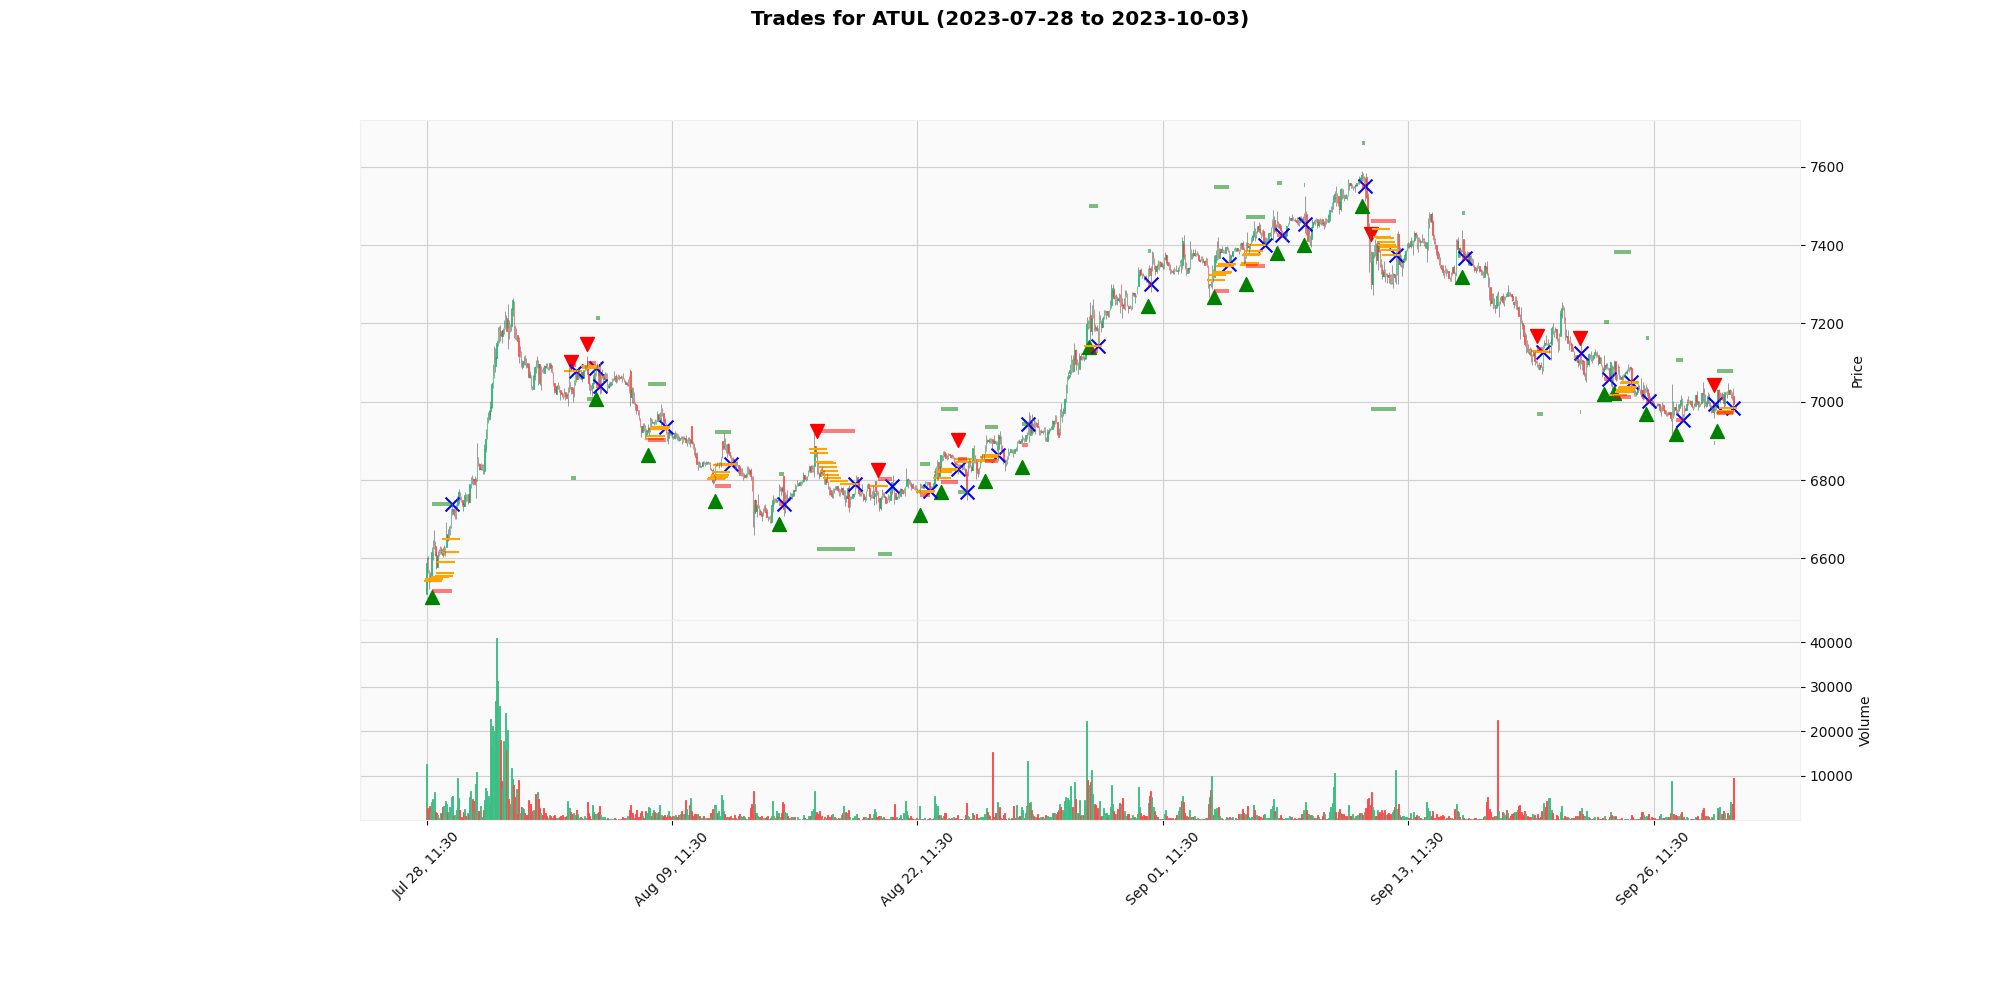 Trades for ATUL (2023-07-28 to 2023-10-03)
7600
7400
7200
7000
6800
6600
Price
40000
30000
20000
10000
Volume
Jul 28, 11:30
Aug 09, 11:30
Aug 22, 11:30
Sep 01, 11:30
Sep 13, 11:30
Sep 26, 11:30